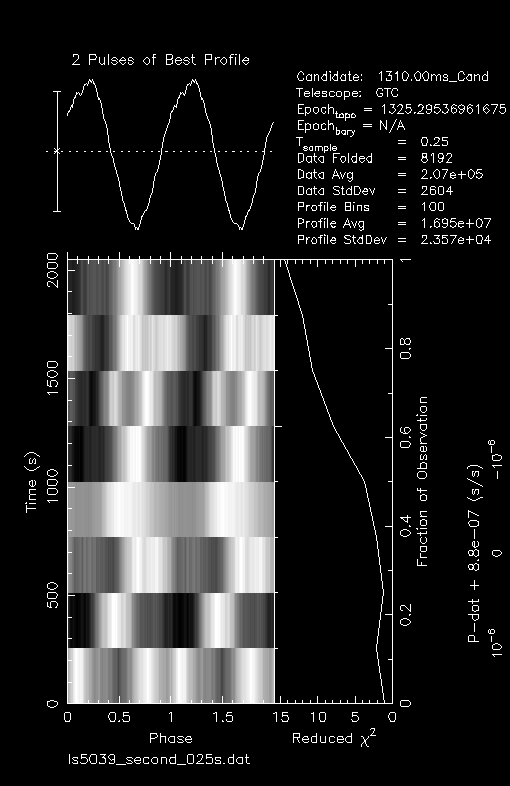 2 Pulses of Best Profile
Candidate: 1310.00ms_Cand
Telescope: GTC
Epoch_topo = 1325.29536961675
Epoch_bary = N/A
T_sample = 0.25
Data Folded = 8192
Data Avg = 2.07e+05
Data StdDev = 2604
Profile Bins = 100
Profile Avg = 1.695e+07
Profile StdDev = 2.357e+04
Time (s)
0 500 1000 1500 2000
0 0.5 1 1.5
Phase
15 10 5 0
Reduced χ²
0 0.2 0.4 0.6 0.8 1
Fraction of Observation
P-dot + 8.8e-07 (s/s)
10⁻⁶ 0 −10⁻⁶
ls5039_second_025s.dat